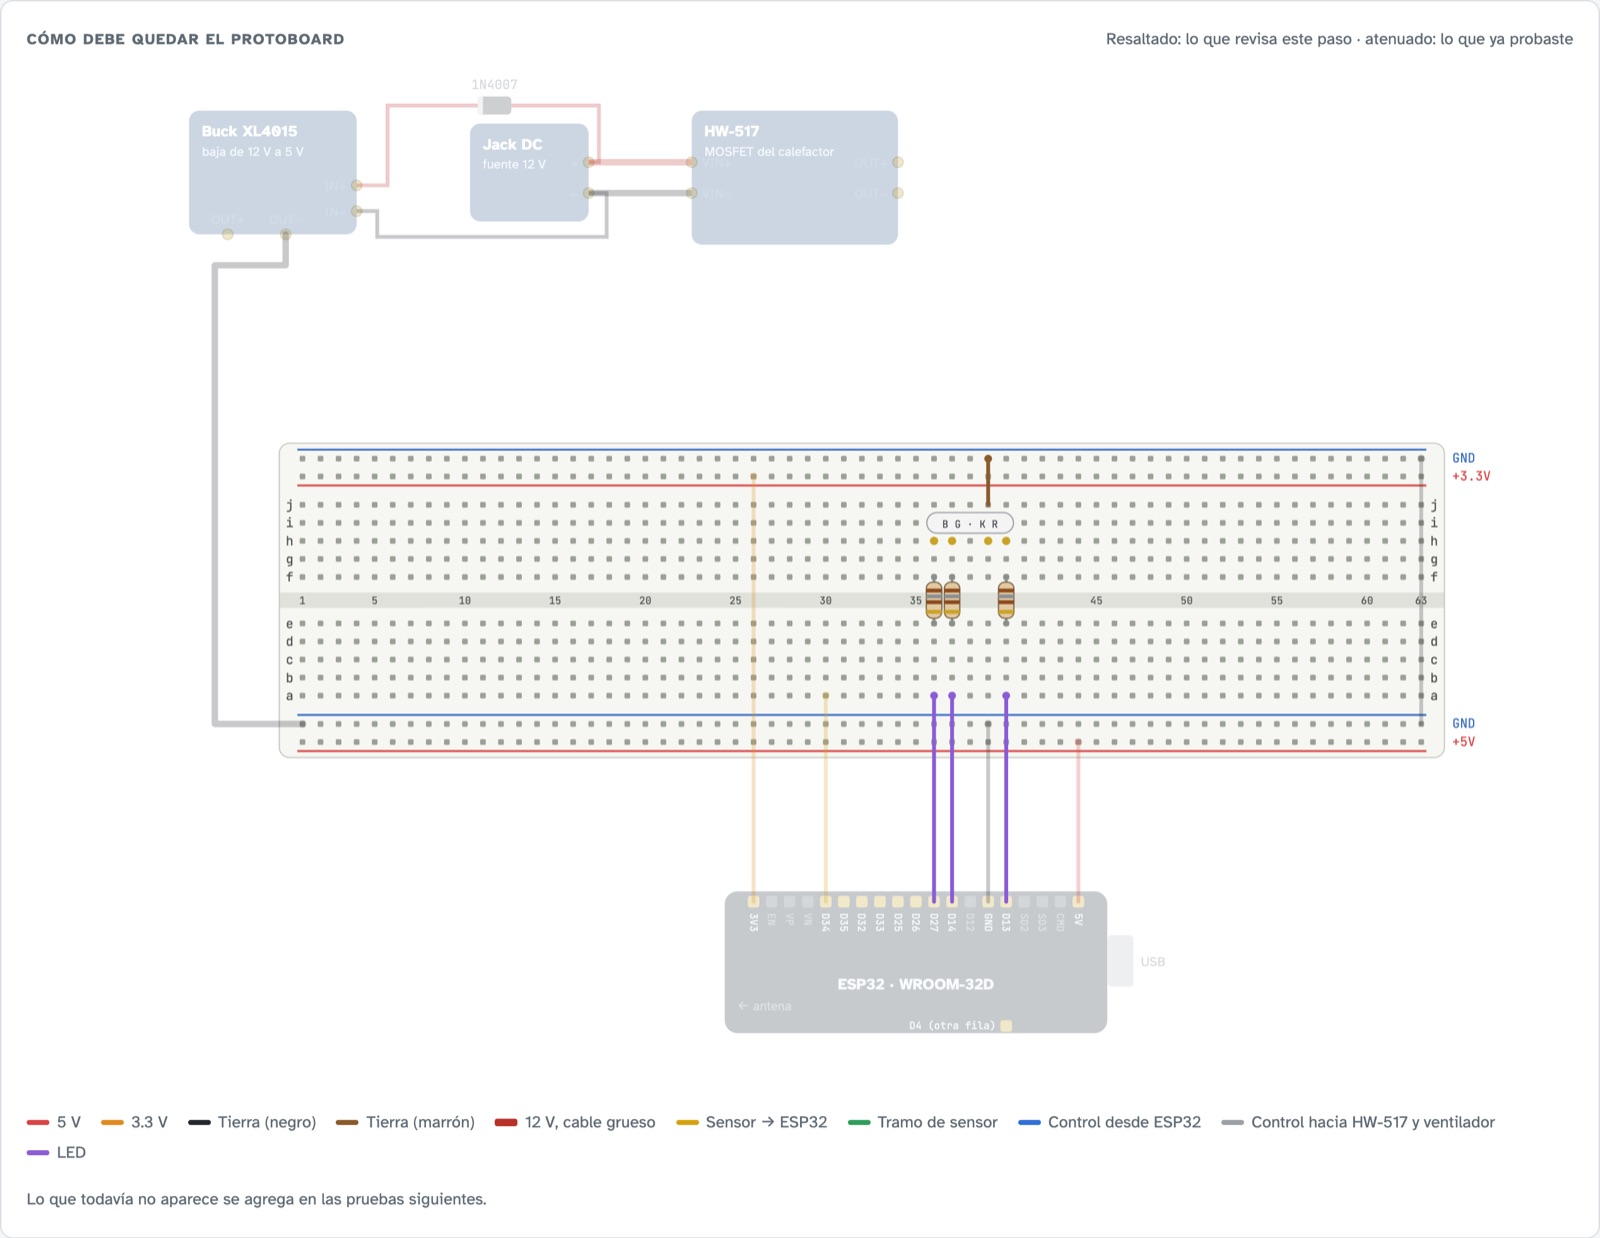 CÓMO DEBE QUEDAR EL PROTOBOARD
Resaltado: lo que revisa este paso · atenuado: lo que ya probaste
1N4007
Buck XL4015
baja de 12 V a 5 V
IN+
IN-
OUT+ OUT-
Jack DC
fuente 12 V
+
-
HW-517
MOSFET del calefactor
VIN+ OUT+
VIN- OUT-
GND
+3.3V
j j
i B G · K R i
h h
g g
f f
1 5 10 15 20 25 30 35 45 50 55 60 63
e e
d d
c c
b b
a a
GND
+5V
3V3 EN VP VN D34 D35 D32 D33 D25 D26 D27 D14 D12 GND D13 SD2 SD3 CMD 5V
USB
ESP32 · WROOM-32D
← antena
D4 (otra fila)
5 V 3.3 V Tierra (negro) Tierra (marrón) 12 V, cable grueso Sensor → ESP32 Tramo de sensor Control desde ESP32 Control hacia HW-517 y ventilador
LED
Lo que todavía no aparece se agrega en las pruebas siguientes.